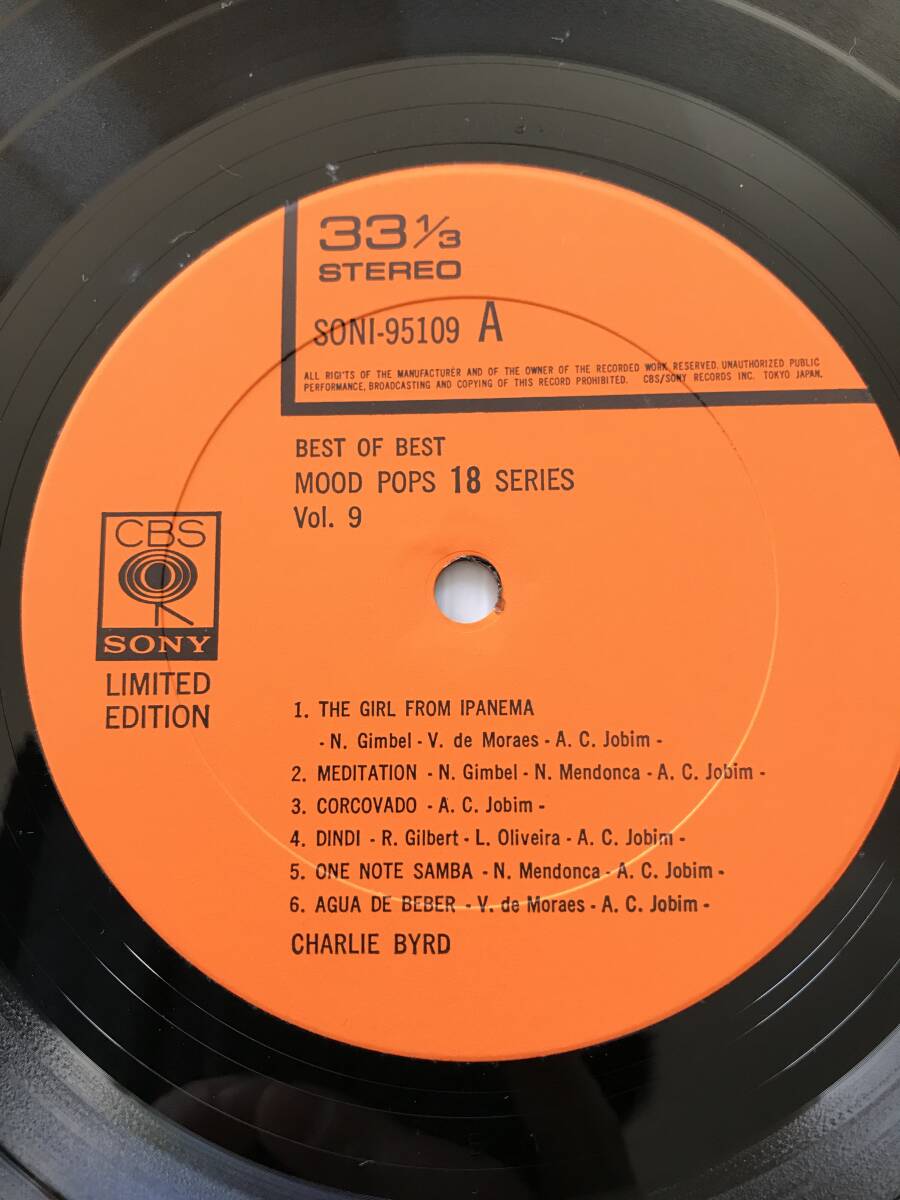 33 1/3
STEREO
SONI-95109 A
ALL RIGI'TS OF THE MANUFACTURER AND OF THE OWNER OF THE RECORDED WORK RESERVED. UNAUTHORIZED PUBLIC
PERFORMANCE, BROADCASTING AND COPYING OF THIS RECORD PROHIBITED. CBS/SONY RECORDS INC. TOKYO JAPAN.
BEST OF BEST
MOOD POPS 18 SERIES
Vol. 9
CBS
SONY
LIMITED
EDITION
1. THE GIRL FROM IPANEMA
- N. Gimbel - V. de Moraes - A. C. Jobim -
2. MEDITATION - N. Gimbel - N. Mendonca - A. C. Jobim -
3. CORCOVADO - A. C. Jobim -
4. DINDI - R. Gilbert - L. Oliveira - A. C. Jobim -
5. ONE NOTE SAMBA - N. Mendonca - A. C. Jobim -
6. AGUA DE BEBER - V. de Moraes - A. C. Jobim -
CHARLIE BYRD